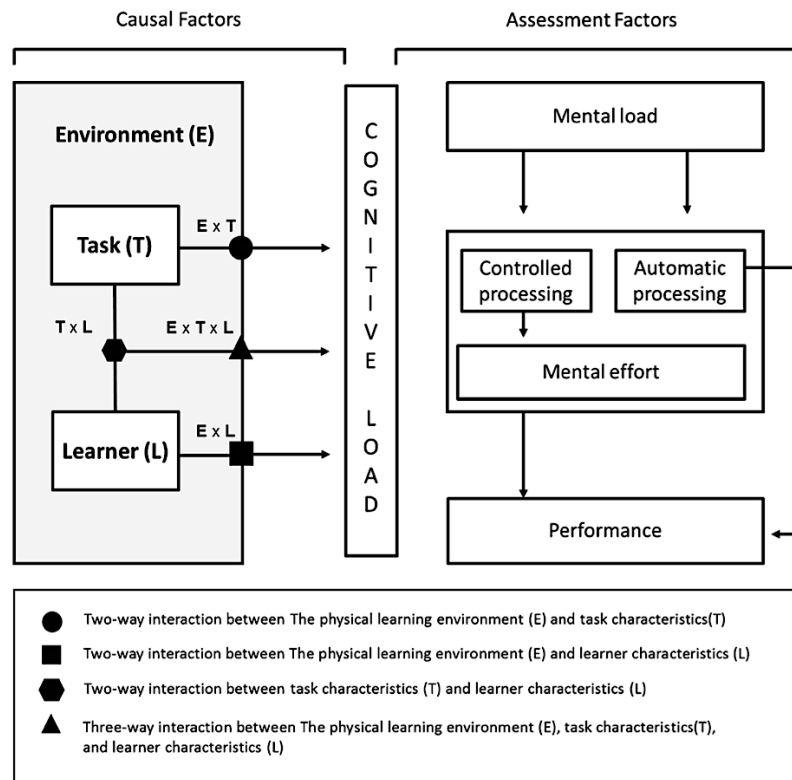 Causal Factors
Assessment Factors
Environment (E)
Task (T)
E x T
T x L
E x T x L
Learner (L)
E x L
COGNITIVE LOAD
Mental load
Controlled
processing
Automatic
processing
Mental effort
Performance
Two-way interaction between The physical learning environment (E) and task characteristics(T)
Two-way interaction between The physical learning environment (E) and learner characteristics (L)
Two-way interaction between task characteristics (T) and learner characteristics (L)
Three-way interaction between The physical learning environment (E), task characteristics(T),
and learner characteristics (L)